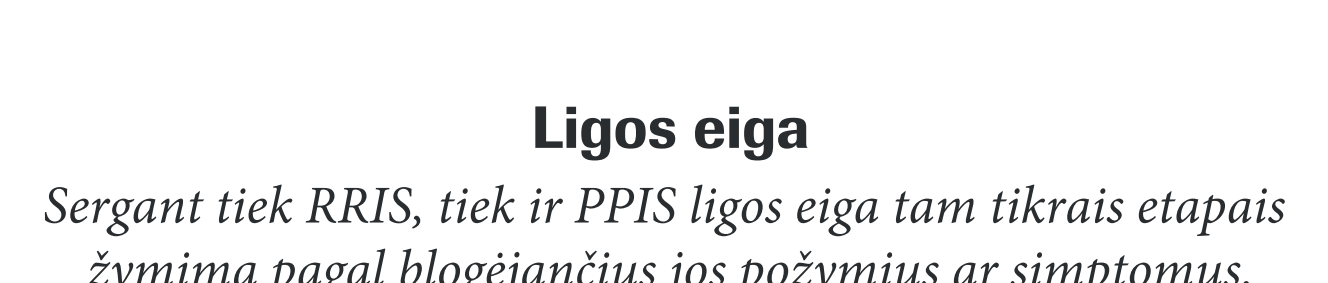 Ligos eiga
Sergant tiek RRIS, tiek ir PPIS ligos eiga tam tikrais etapais
žymima pagal blogėjančius jos požymius ar simptomus.